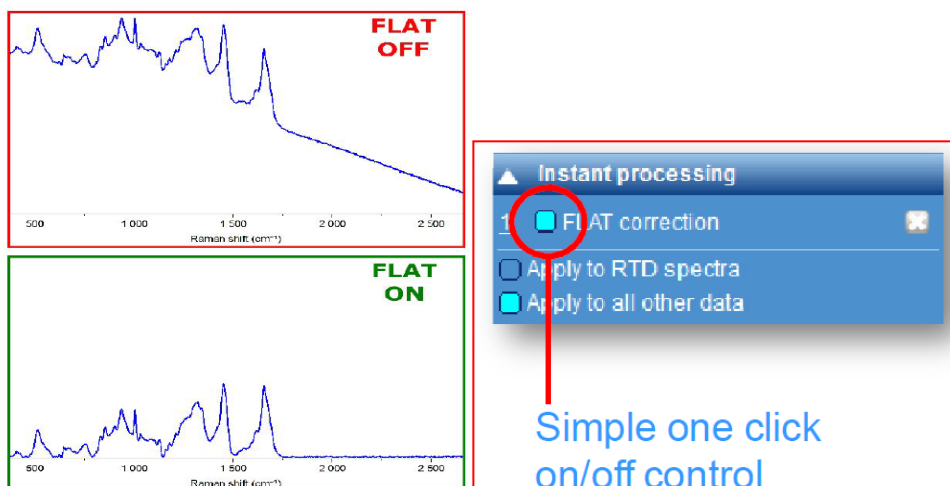 FLAT
OFF
500
1 000
1 500
2 000
2 500
Raman shift (cm⁻¹)
FLAT
ON
500
1 000
1 500
2 000
2 500
Raman shift (cm⁻¹)
Instant processing
1 FLAT correction
Apply to RTD spectra
Apply to all other data
Simple one click
on/off control